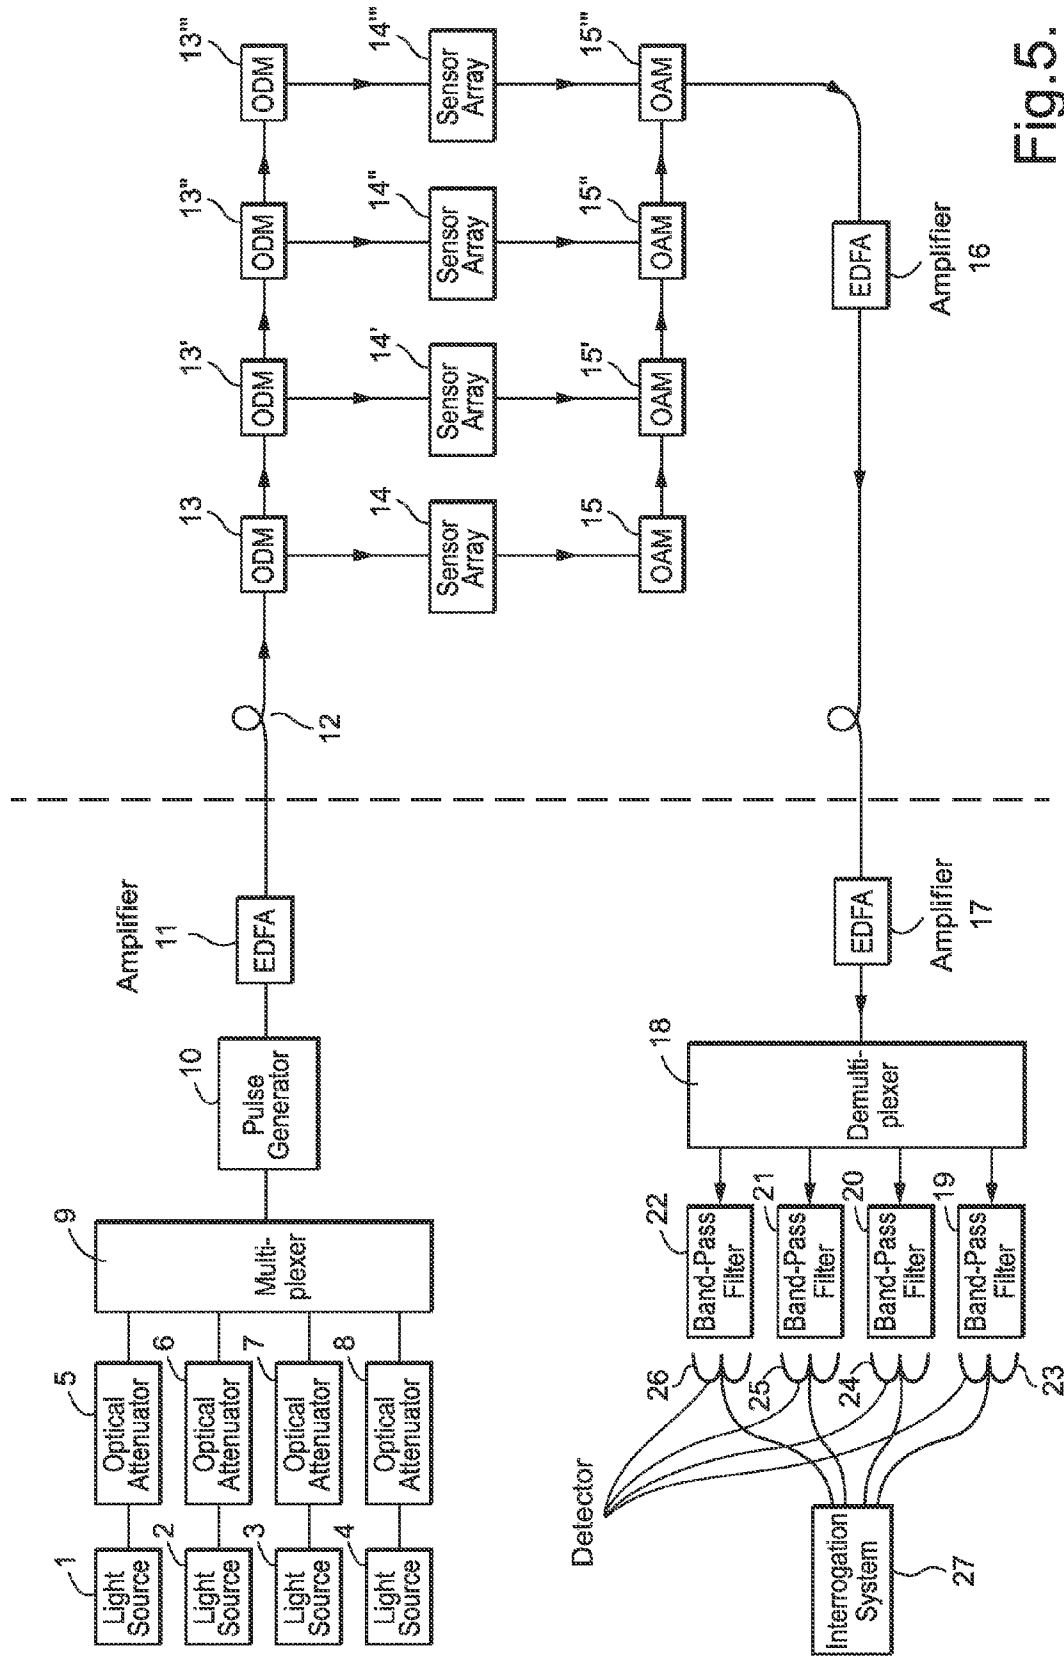 1
Light
Source
2
Light
Source
3
Light
Source
4
Light
Source
5
Optical
Attenuator
6
Optical
Attenuator
7
Optical
Attenuator
8
Optical
Attenuator
9
Multi-
plexer
10
Pulse
Generator
Amplifier
11
EDFA
12
13
ODM
13'
ODM
13"
ODM
13'''
ODM
14
Sensor
Array
14'
Sensor
Array
14"
Sensor
Array
14'''
Sensor
Array
15
OAM
15'
OAM
15"
OAM
15'''
OAM
EDFA
Amplifier
16
EDFA
Amplifier
17
18
Demulti-
plexer
22
Band-Pass
Filter
21
Band-Pass
Filter
20
Band-Pass
Filter
19
Band-Pass
Filter
26
25
24
23
Detector
Interrogation
System
27
Fig.5.